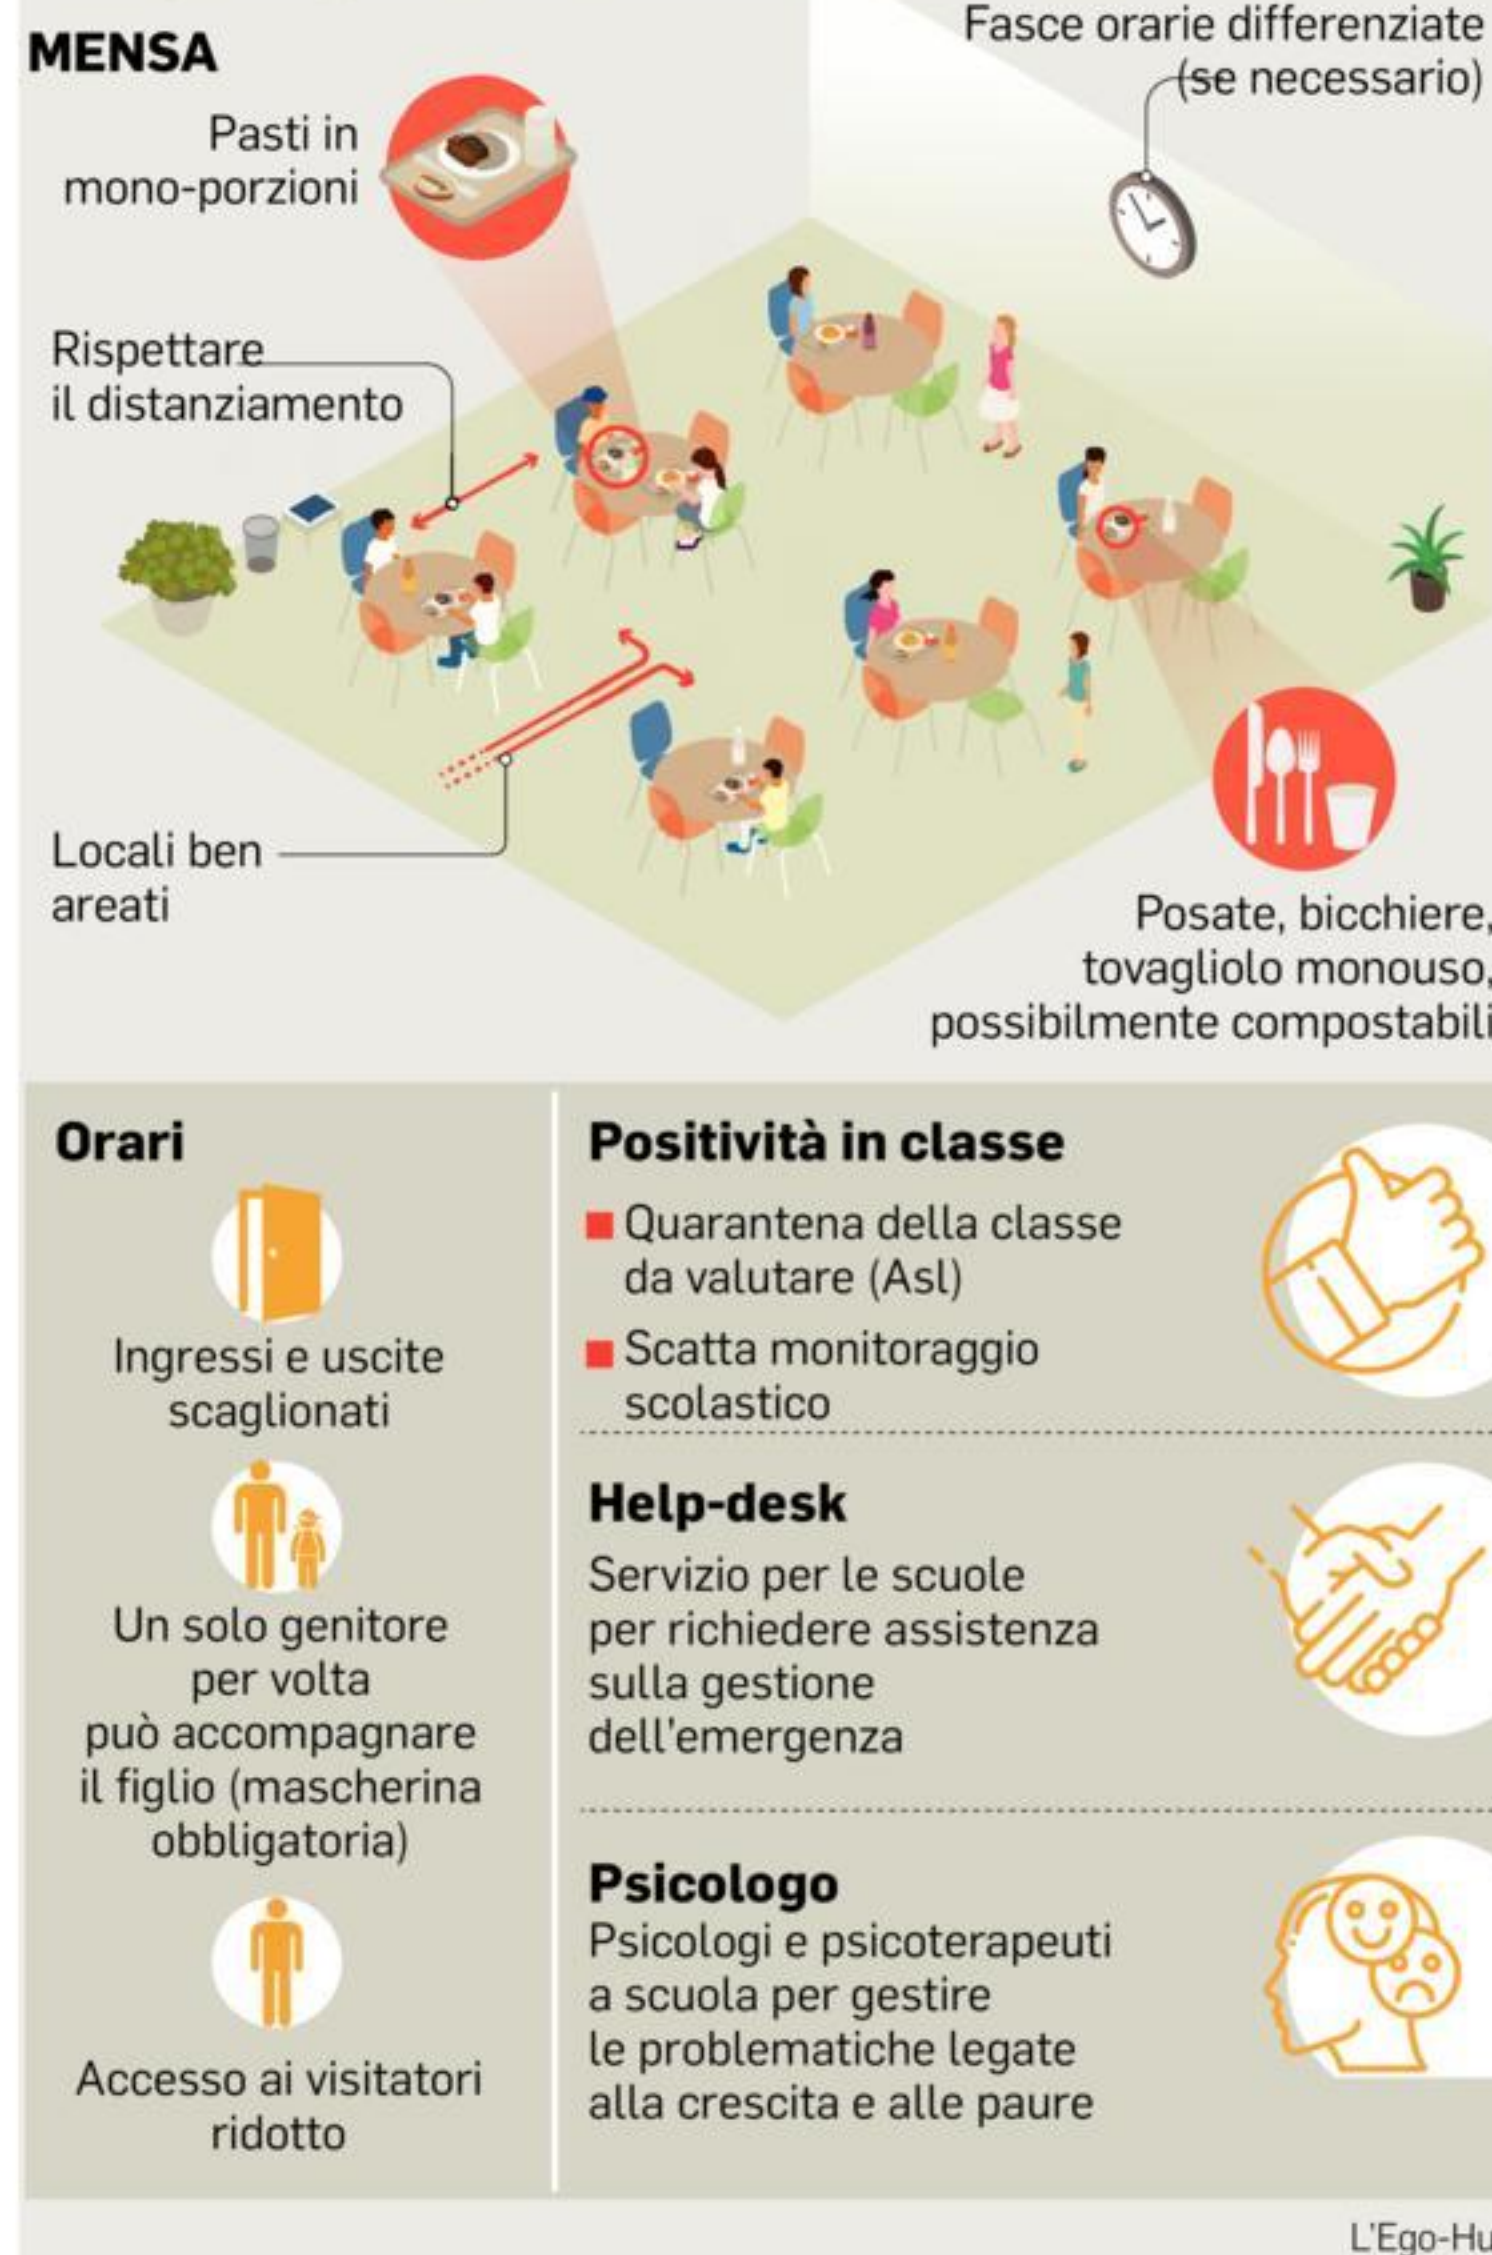 MENSA
Fasce orarie differenziate
(se necessario)
Pasti in
mono-porzioni
Rispettare
il distanziamento
Locali ben
areati
Posate, bicchiere,
tovagliolo monouso,
possibilmente compostabili
Orari
Ingressi e uscite
scaglionati
Un solo genitore
per volta
può accompagnare
il figlio (mascherina
obbligatoria)
Accesso ai visitatori
ridotto
Positività in classe
Quarantena della classe
da valutare (Asl)
Scatta monitoraggio
scolastico
Help-desk
Servizio per le scuole
per richiedere assistenza
sulla gestione
dell'emergenza
Psicologo
Psicologi e psicoterapeuti
a scuola per gestire
le problematiche legate
alla crescita e alle paure
L'Ego-Hu